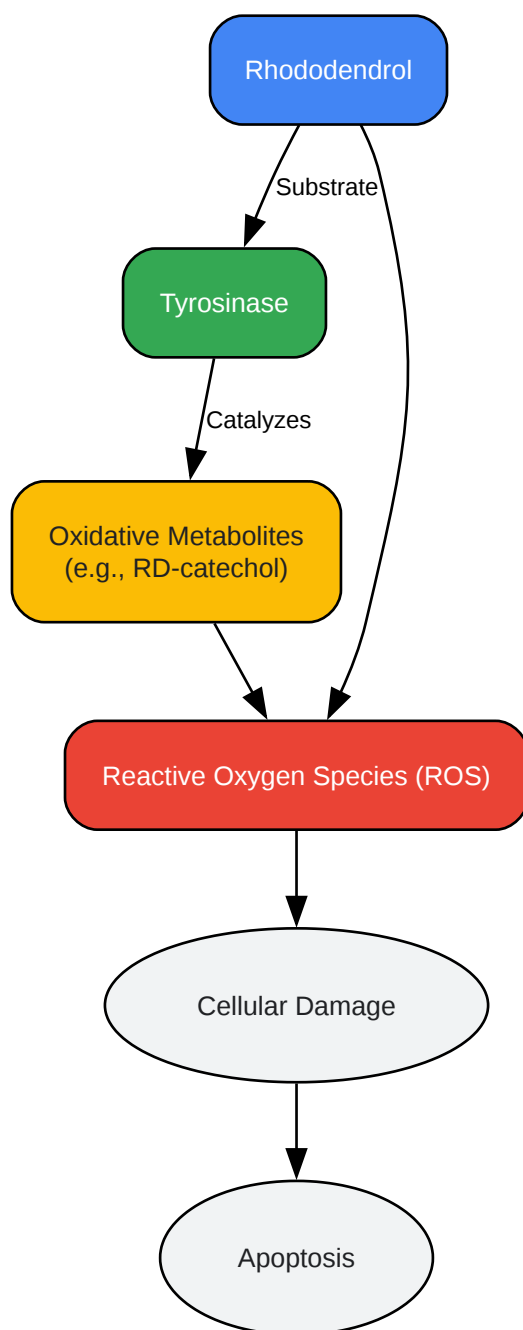 Rhododendrol
Substrate
Tyrosinase
Catalyzes
Oxidative Metabolites
(e.g., RD-catechol)
Reactive Oxygen Species (ROS)
Cellular Damage
Apoptosis